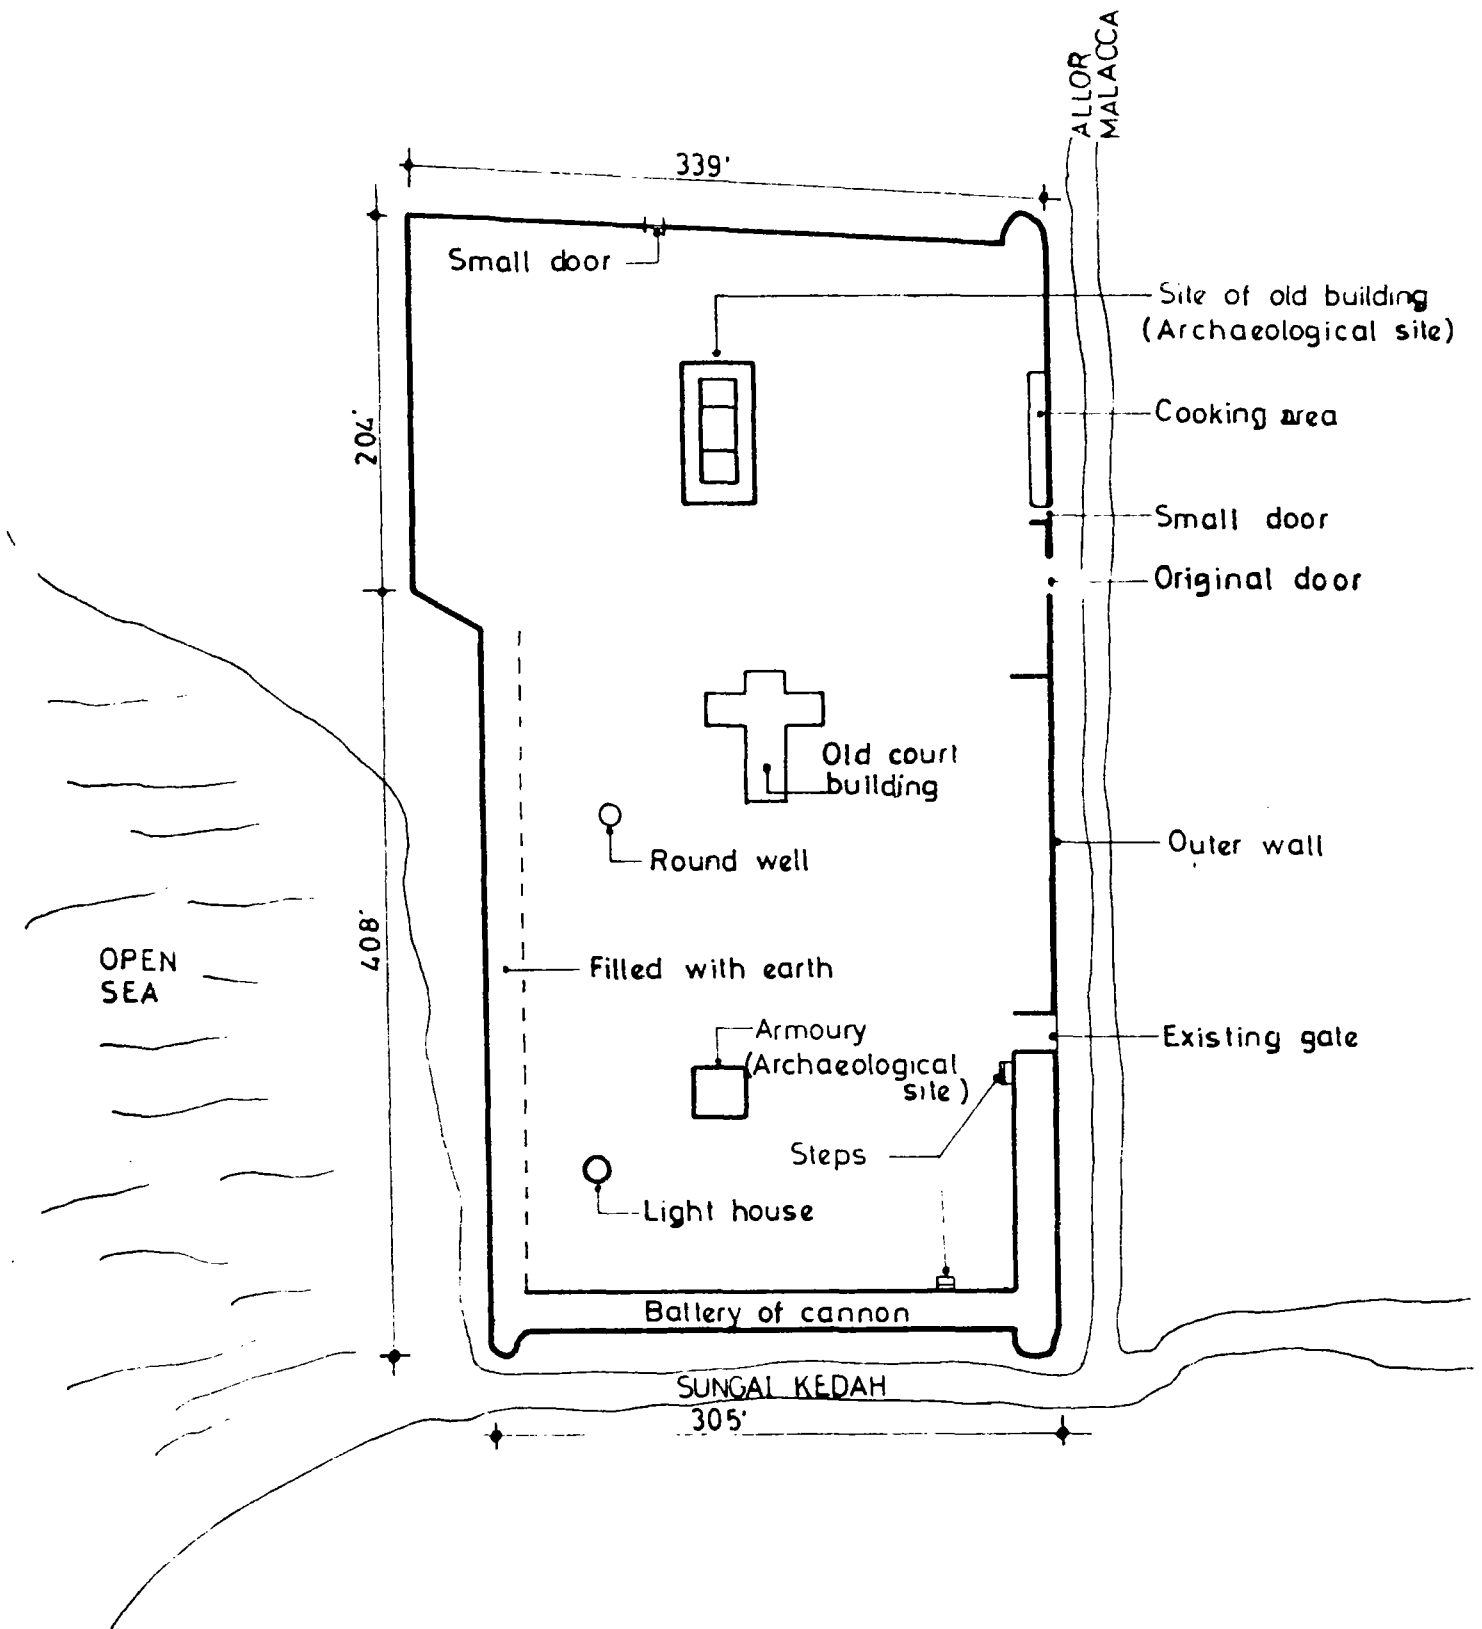 ALLOR
MALACCA
339'
Small door
Site of old building
(Archaeological site)
204'
Cooking area
Small door
Original door
Old court
building
Outer wall
Round well
408'
OPEN
SEA
Filled with earth
Armoury
(Archaeological
site)
Existing gate
Steps
Light house
Battery of cannon
SUNGAI KEDAH
305'